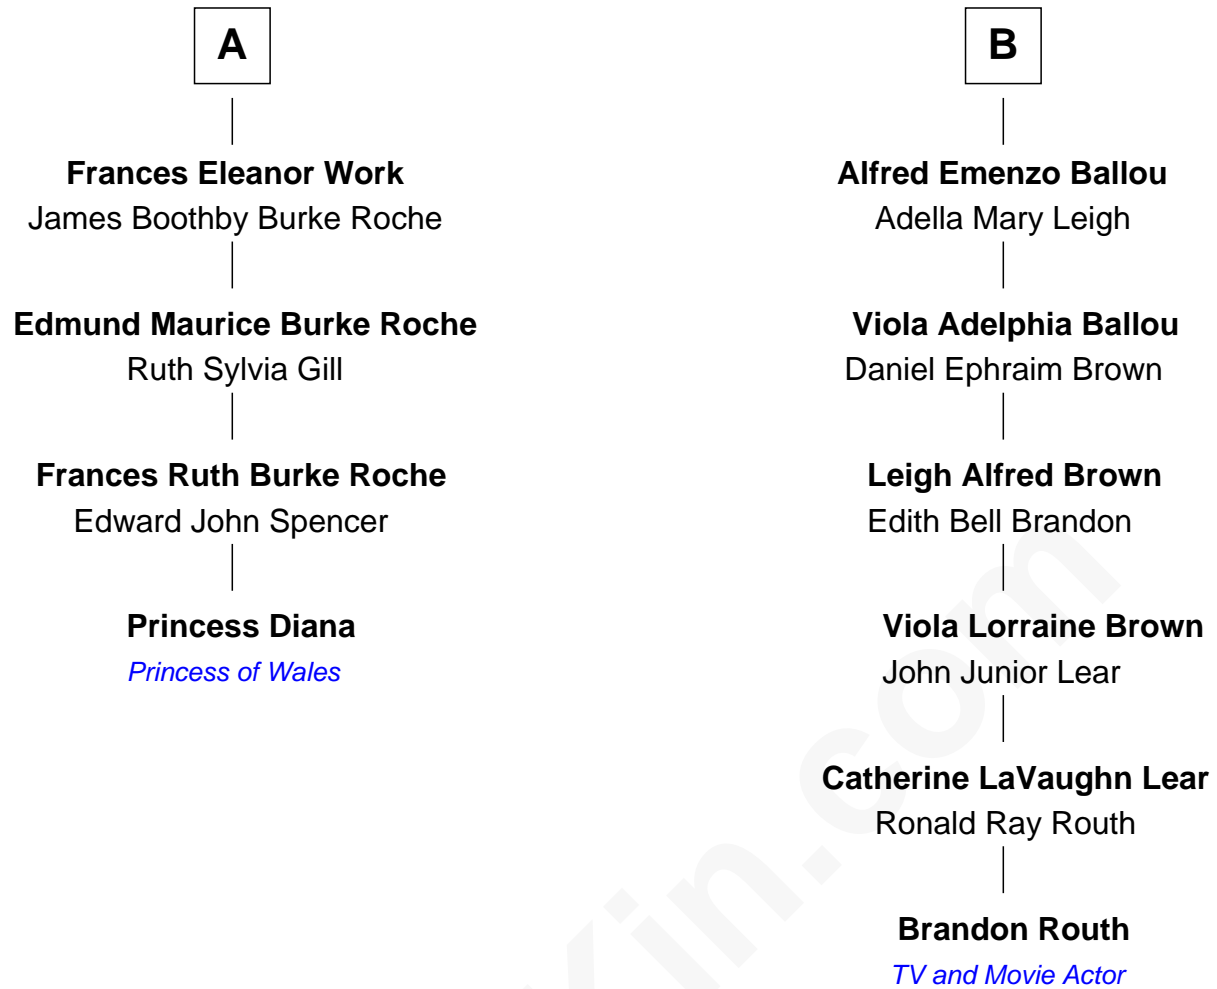 A
Frances Eleanor Work
James Boothby Burke Roche
Edmund Maurice Burke Roche
Ruth Sylvia Gill
Frances Ruth Burke Roche
Edward John Spencer
Princess Diana
Princess of Wales
B
Alfred Emenzo Ballou
Adella Mary Leigh
Viola Adelphia Ballou
Daniel Ephraim Brown
Leigh Alfred Brown
Edith Bell Brandon
Viola Lorraine Brown
John Junior Lear
Catherine LaVaughn Lear
Ronald Ray Routh
Brandon Routh
TV and Movie Actor
in.com